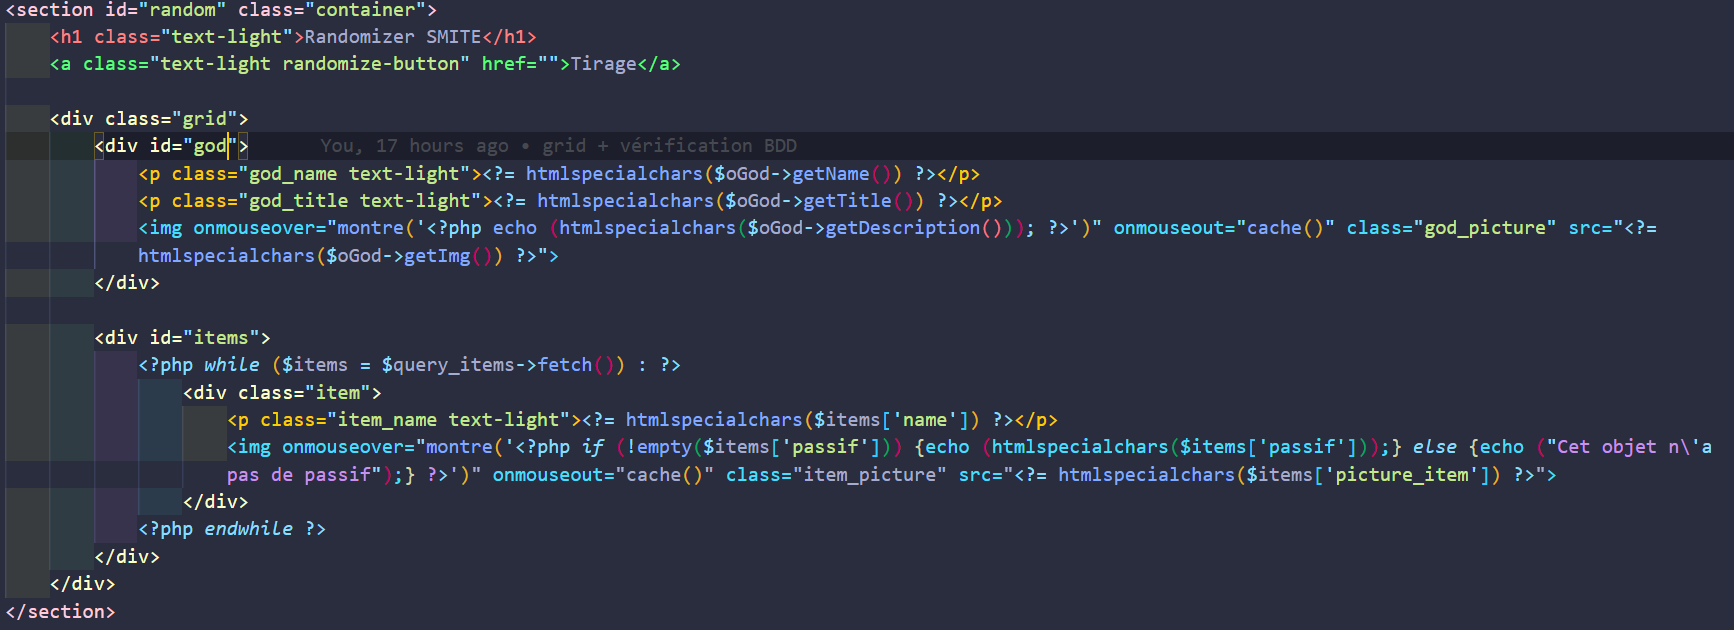 <section id="random" class="container">
<h1 class="text-light">Randomizer SMITE</h1>
<a class="text-light randomize-button" href="">Tirage</a>
<div class="grid">
<div id="god"> You, 17 hours ago • grid + vérification BDD
<p class="god_name text-light"><?= htmlspecialchars($oGod->getName()) ?></p>
<p class="god_title text-light"><?= htmlspecialchars($oGod->getTitle()) ?></p>
<img onmouseover="montre('<?php echo (htmlspecialchars($oGod->getDescription())); ?>')" onmouseout="cache()" class="god_picture" src="<?=
htmlspecialchars($oGod->getImg()) ?>">
</div>
<div id="items">
<?php while ($items = $query_items->fetch()) : ?>
<div class="item">
<p class="item_name text-light"><?= htmlspecialchars($items['name']) ?></p>
<img onmouseover="montre('<?php if (!empty($items['passif'])) {echo (htmlspecialchars($items['passif']));} else {echo ("Cet objet n\'a
pas de passif");} ?>')" onmouseout="cache()" class="item_picture" src="<?= htmlspecialchars($items['picture_item']) ?>">
</div>
<?php endwhile ?>
</div>
</div>
</section>